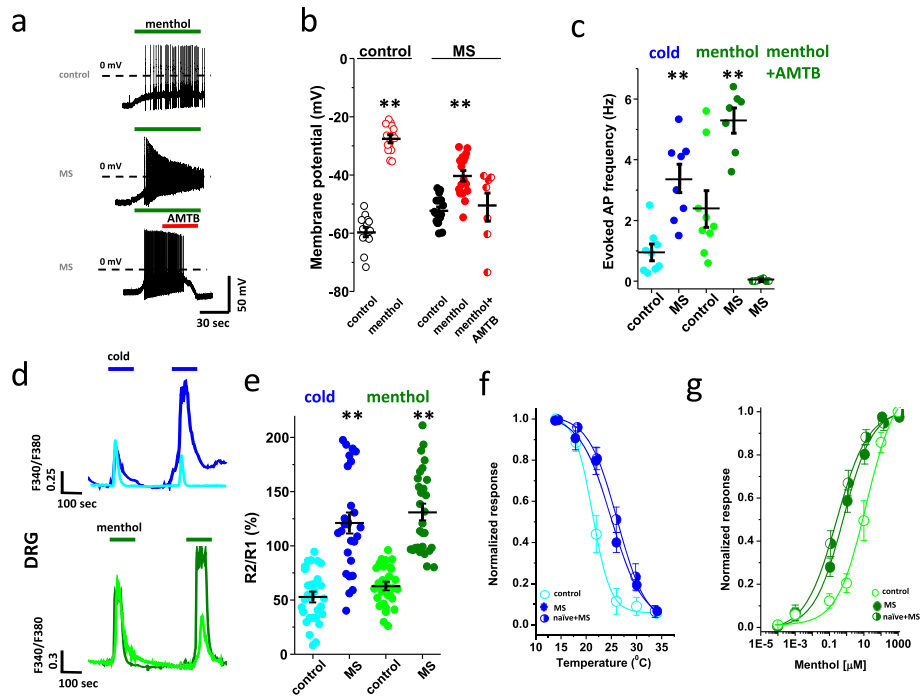 a
menthol
0 mV
control
0 mV
MS
AMTB
0 mV
MS
50 mV
30 sec
b
control
MS
**
**
Membrane potential (mV)
0
-20
-40
-60
-80
control
menthol
control
menthol
menthol+
AMTB
c
cold
menthol
menthol
+AMTB
**
**
Evoked AP frequency (Hz)
6
4
2
0
control
MS
control
MS
MS
d
cold
F340/F380
0.25
100 sec
menthol
DRG
F340/F380
0.3
100 sec
e
cold
menthol
**
**
R2/R1 (%)
200
150
100
50
0
control
MS
control
MS
f
Normalized response
1.0
0.8
0.6
0.4
0.2
0.0
control
MS
naïve+MS
15 20 25 30 35
Temperature (°C)
g
Normalized response
1.0
0.8
0.6
0.4
0.2
0.0
control
MS
naïve+MS
1E-5 1E-3 0.1 10 1000
Menthol [µM]